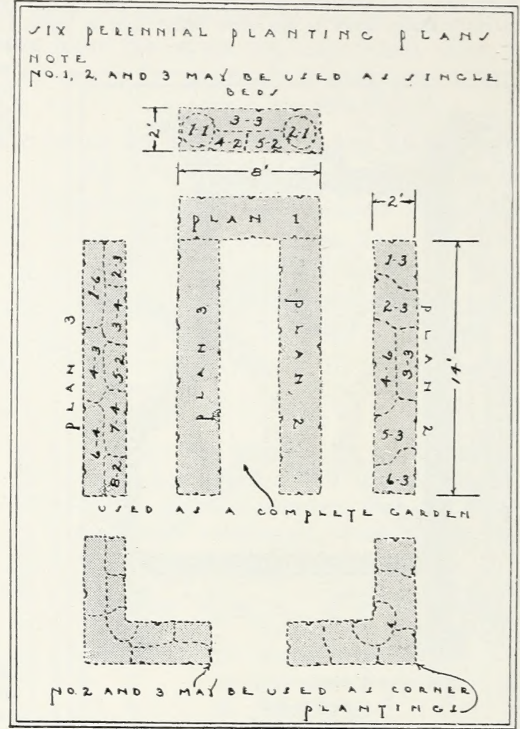 SIX PERENNIAL PLANTING PLANS
NOTE
NO. 1, 2, AND 3 MAY BE USED AS SINGLE
BEDS
2'
1-1
3-3
2-1
4-2
5-2
8'
PLAN 1
2'
PLAN 3
1-6
2-3
3-4
4-3
5-2
7-4
6-4
8-2
PLAN 3
PLAN 2
1-3
2-3
4-6
3-3
5-3
6-3
PLAN 2
14'
USED AS A COMPLETE GARDEN
NO. 2 AND 3 MAY BE USED AS CORNER
PLANTINGS